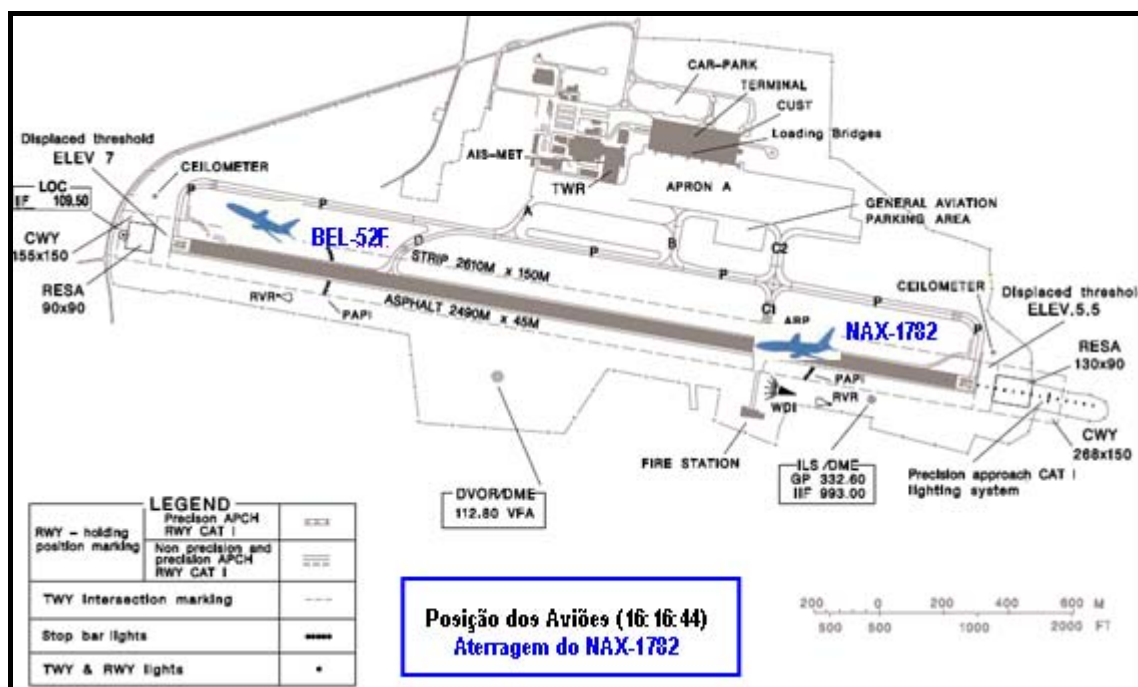 CAR-PARK
TERMINAL
CUST
Loading Bridges
AIS-MET
TWR
APRON A
GENERAL AVIATION
PARKING AREA
Displaced threshold
ELEV 7
CEILOMETER
LOC
IIF 109.50
CWY
155x150
RESA
90x90
P
P
BEL-52F
A
D
B
P
P
C2
P
C1
P
STRIP 2610M x 150M
ASPHALT 2490M x 45M
RVR
PAPI
ARP
NAX-1782
CEILOMETER
Displaced threshold
ELEV.5.5
RESA
130x90
PAPI
RVR
WDI
CWY
268x150
FIRE STATION
ILS/DME
GP 332.60
IIF 993.00
Precision approach CAT I
lighting system
DVOR/DME
112.80 VFA
LEGEND
RWY - holding
position marking
Precison APCH
RWY CAT I
Non precision and
precision APCH
RWY CAT I
TWY Intersection marking
Stop bar lights
TWY & RWY lights
Posição dos Aviões (16:16:44)
Aterragem do NAX-1782
200 0 200 400 600 M
500 500 1000 2000 FT